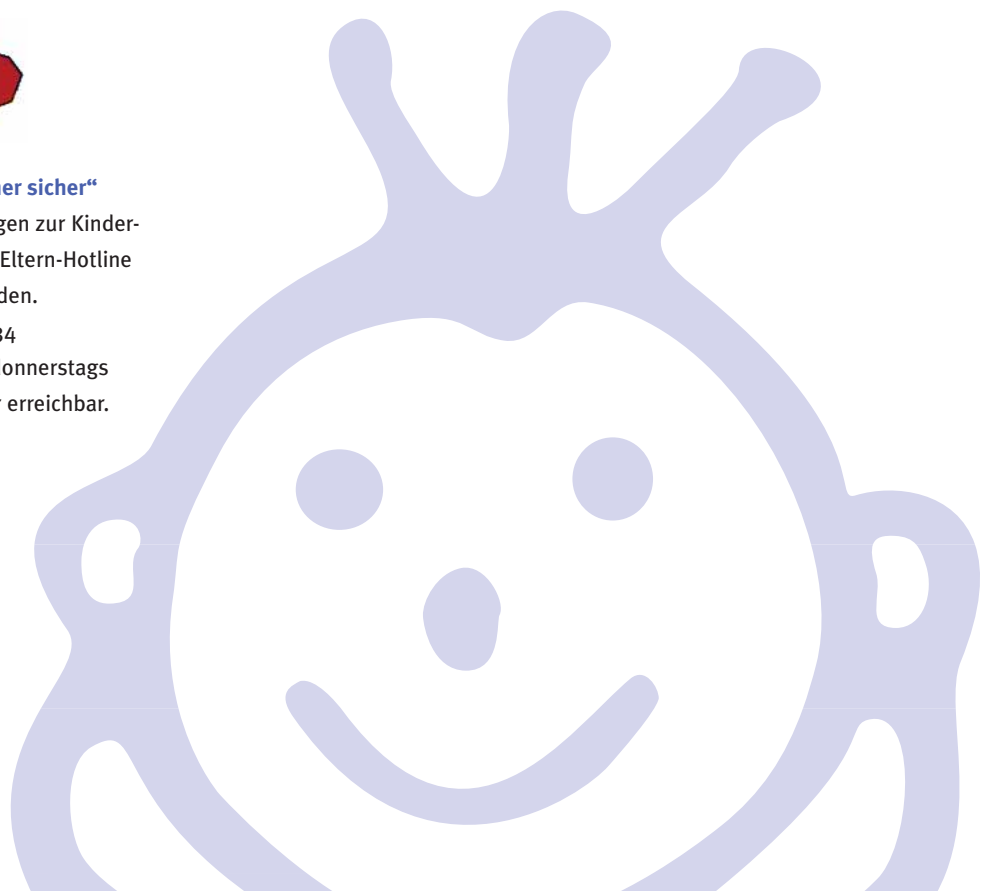 er sicher“
gen zur Kinder-
Eltern-Hotline
den.
34
onnerstags
erreichbar.